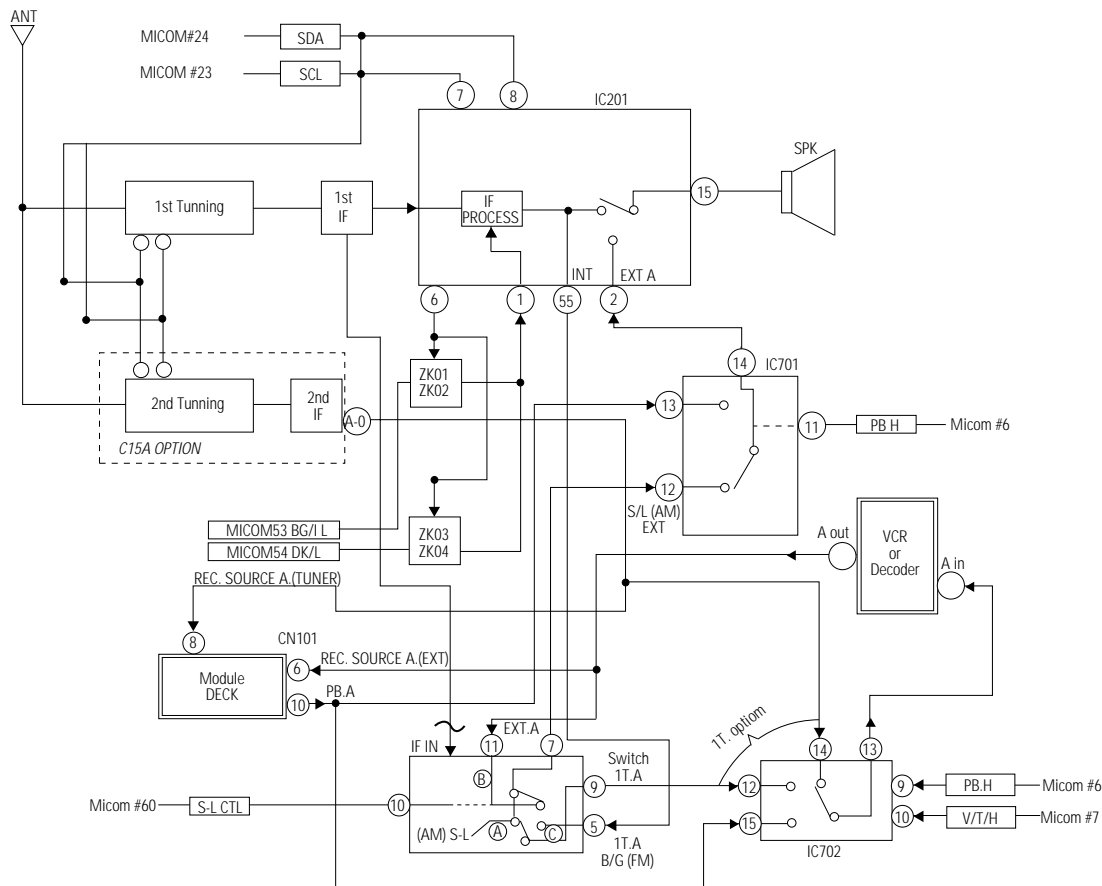 ANT
MICOM#24
SDA
MICOM #23
SCL
7
8
IC201
SPK
1st Tunning
1st
IF
IF
PROCESS
15
INT
EXT A
6
1
55
2
14
IC701
ZK01
ZK02
13
11
PB H
Micom #6
2nd Tunning
2nd
IF
A-0
C15A OPTION
12
S/L (AM)
EXT
MICOM53 BG/I L
MICOM54 DK/L
ZK03
ZK04
A out
VCR
or
Decoder
A in
REC. SOURCE A.(TUNER)
8
CN101
6
REC. SOURCE A.(EXT)
Module
DECK
10
PB.A
1T. optiom
IF IN
11
EXT.A
7
Switch
1T.A
14
13
B
9
12
9
PB.H
Micom #6
Micom #60
S-L CTL
10
(AM) S-L
A
C
5
15
10
V/T/H
Micom #7
1T.A
B/G (FM)
IC702